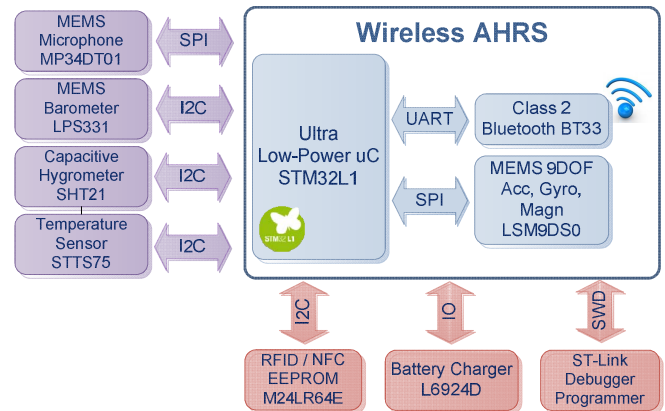 Wireless AHRS
MEMS
Microphone
MP34DT01
SPI
MEMS
Barometer
LPS331
I2C
Capacitive
Hygrometer
SHT21
I2C
Temperature
Sensor
STTS75
I2C
Ultra
Low-Power uC
STM32L1
STM32 L1
UART
Class 2
Bluetooth BT33
SPI
MEMS 9DOF
Acc, Gyro,
Magn
LSM9DS0
I2C
IO
SWD
RFID / NFC
EEPROM
M24LR64E
Battery Charger
L6924D
ST-Link
Debugger
Programmer